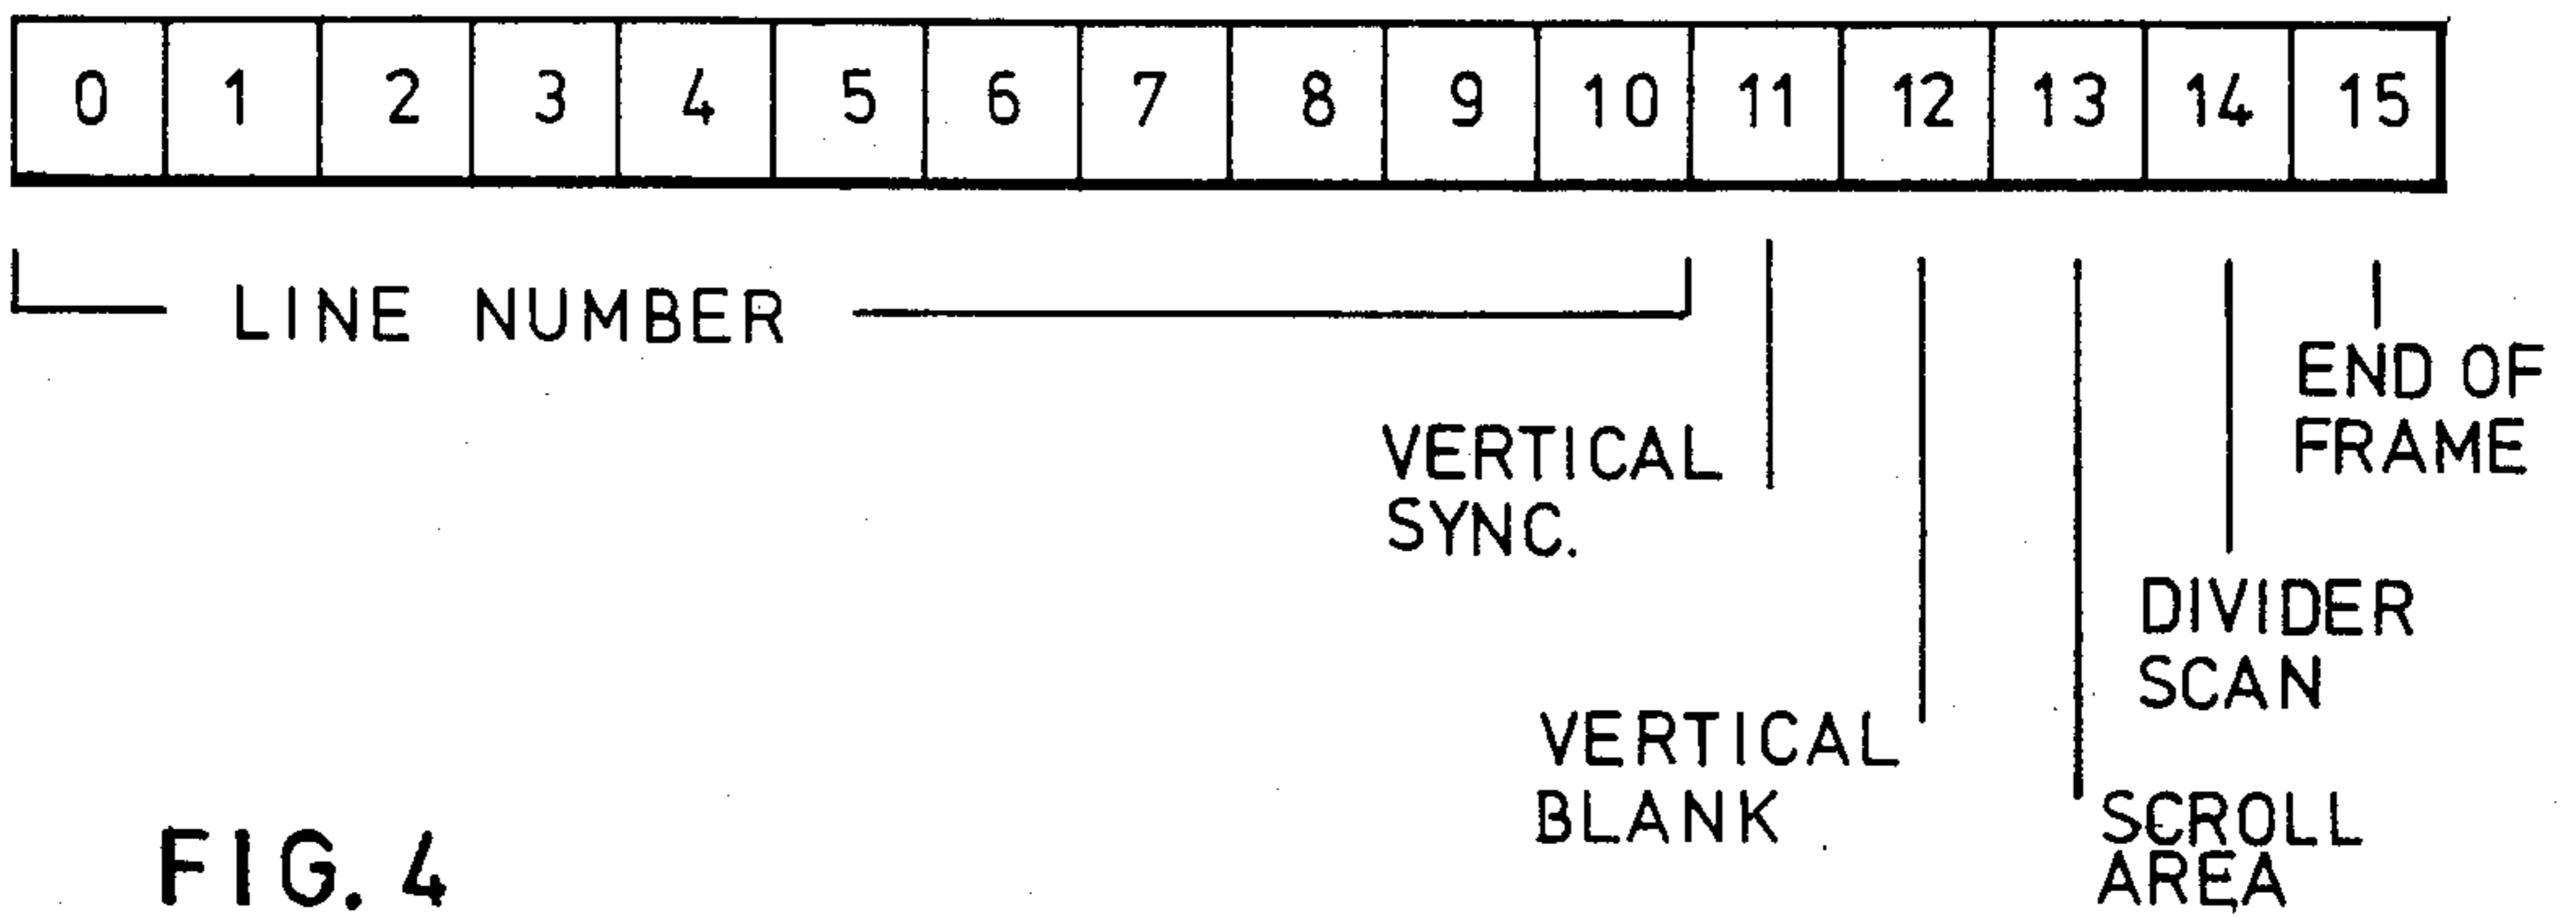 0 1 2 3 4 5 6 7 8 9 10 11 12 13 14 15
LINE NUMBER
END OF
FRAME
VERTICAL
SYNC.
DIVIDER
SCAN
VERTICAL
BLANK
SCROLL
AREA
FIG. 4